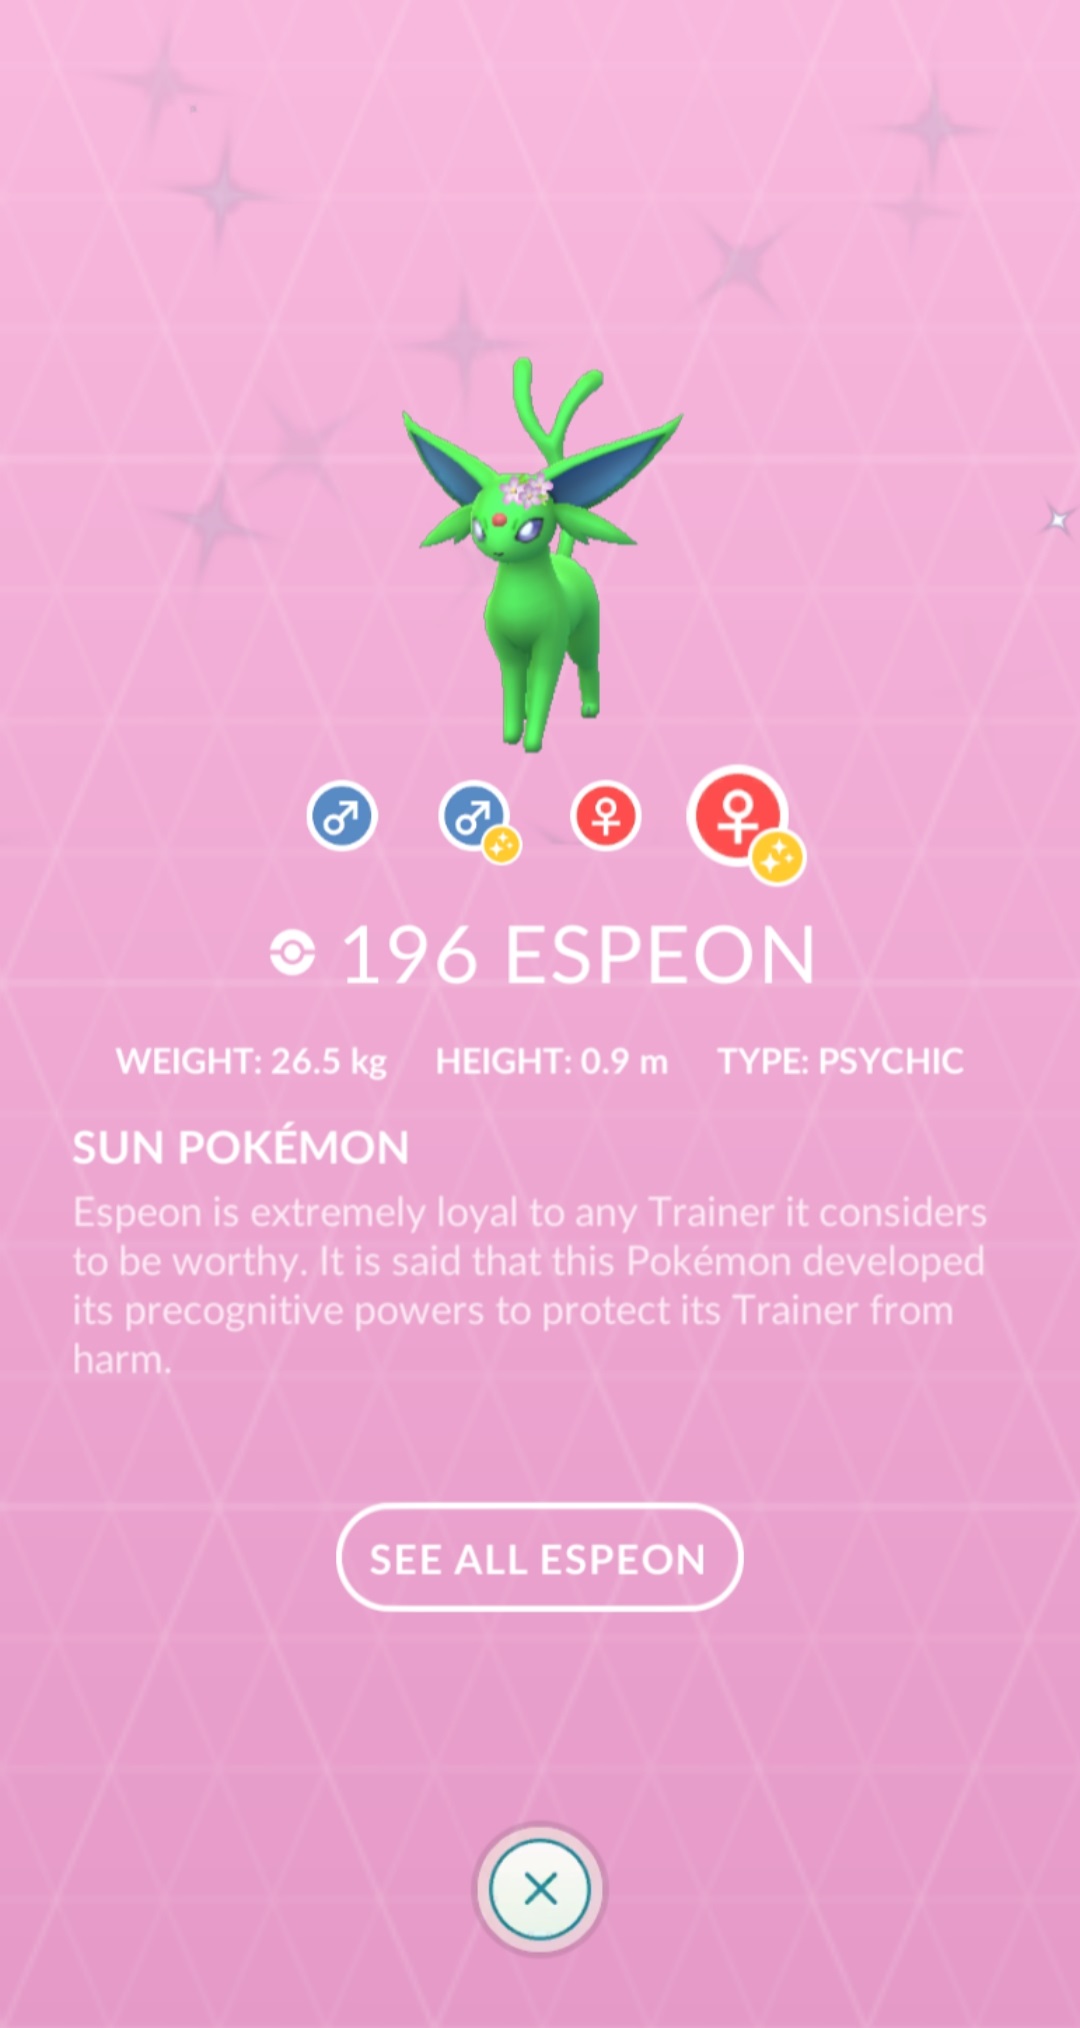 196 ESPEON
WEIGHT: 26.5 kg HEIGHT: 0.9 m TYPE: PSYCHIC
SUN POKÉMON
Espeon is extremely loyal to any Trainer it considers
to be worthy. It is said that this Pokémon developed
its precognitive powers to protect its Trainer from
harm.
SEE ALL ESPEON